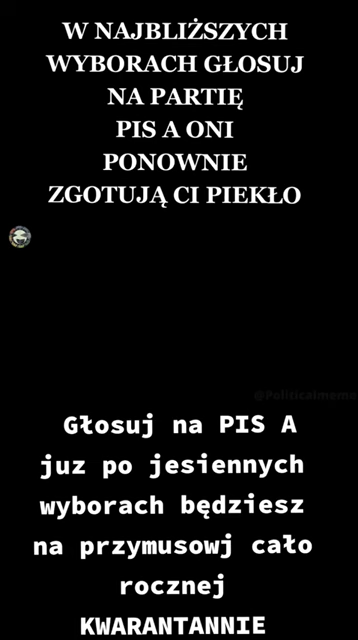 W NAJBLIŻSZYCH
WYBORACH GŁOSUJ
NA PARTIĘ
PIS A ONI
PONOWNIE
ZGOTUJĄ CI PIEKŁO
@Politicalmeme
Głosuj na PIS A
juz po jesiennych
wyborach będziesz
na przymusowj cało
rocznej
KWARANTANNIE